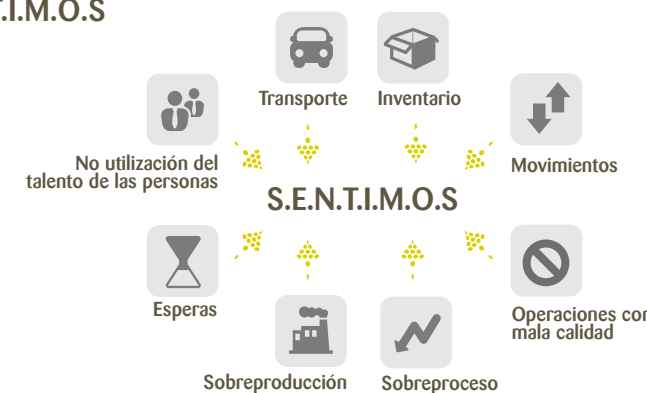 T.I.M.O.S
Transporte
Inventario
No utilización del
talento de las personas
Movimientos
S.E.N.T.I.M.O.S
Esperas
Operaciones con
mala calidad
Sobreproducción
Sobreproceso